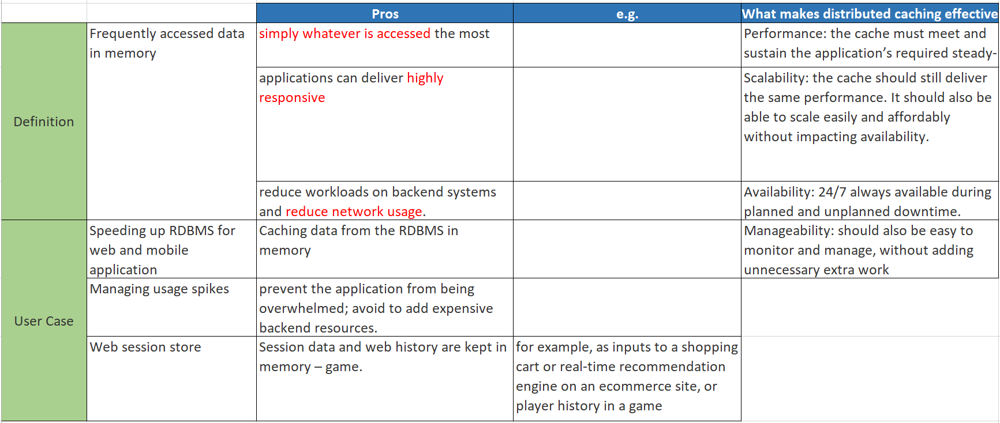 Pros
e.g.
What makes distributed caching effective
Definition
Frequently accessed data
in memory
simply whatever is accessed the most
Performance: the cache must meet and
sustain the application’s required steady-
applications can deliver highly
responsive
Scalability: the cache should still deliver
the same performance. It should also be
able to scale easily and affordably
without impacting availability.
reduce workloads on backend systems
and reduce network usage.
Availability: 24/7 always available during
planned and unplanned downtime.
User Case
Speeding up RDBMS for
web and mobile
application
Caching data from the RDBMS in
memory
Manageability: should also be easy to
monitor and manage, without adding
unnecessary extra work
Managing usage spikes
prevent the application from being
overwhelmed; avoid to add expensive
backend resources.
Web session store
Session data and web history are kept in
memory – game.
for example, as inputs to a shopping
cart or real-time recommendation
engine on an ecommerce site, or
player history in a game